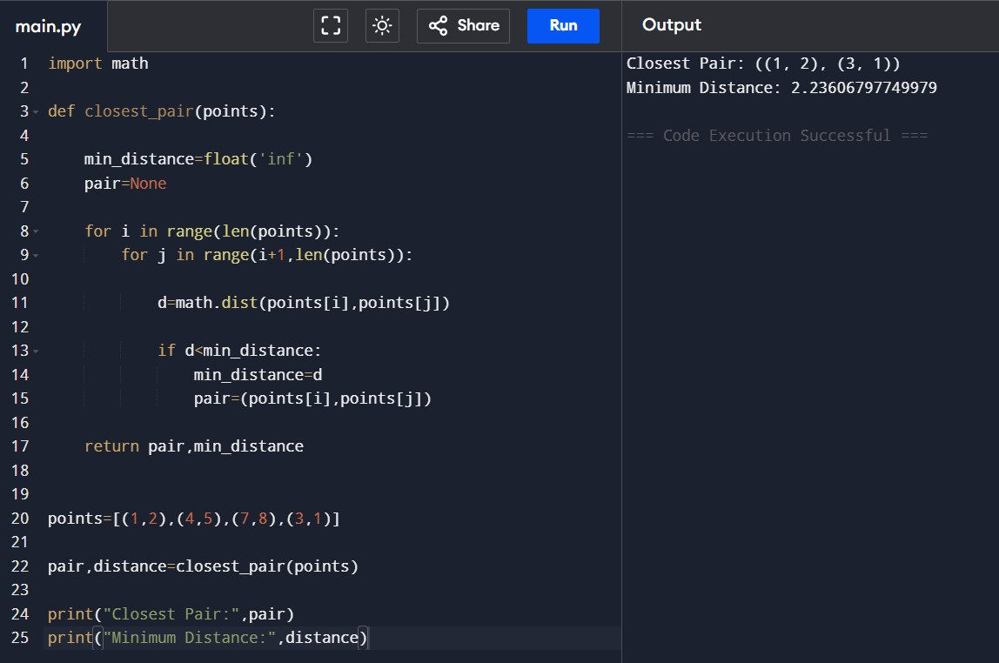 main.py
Share
Run
Output
1 import math
2
3 def closest_pair(points):
4
5     min_distance=float('inf')
6     pair=None
7
8     for i in range(len(points)):
9         for j in range(i+1,len(points)):
10
11             d=math.dist(points[i],points[j])
12
13             if d<min_distance:
14                 min_distance=d
15                 pair=(points[i],points[j])
16
17     return pair,min_distance
18
19
20 points=[(1,2),(4,5),(7,8),(3,1)]
21
22 pair,distance=closest_pair(points)
23
24 print("Closest Pair:",pair)
25 print("Minimum Distance:",distance)
Closest Pair: ((1, 2), (3, 1))
Minimum Distance: 2.23606797749979
=== Code Execution Successful ===